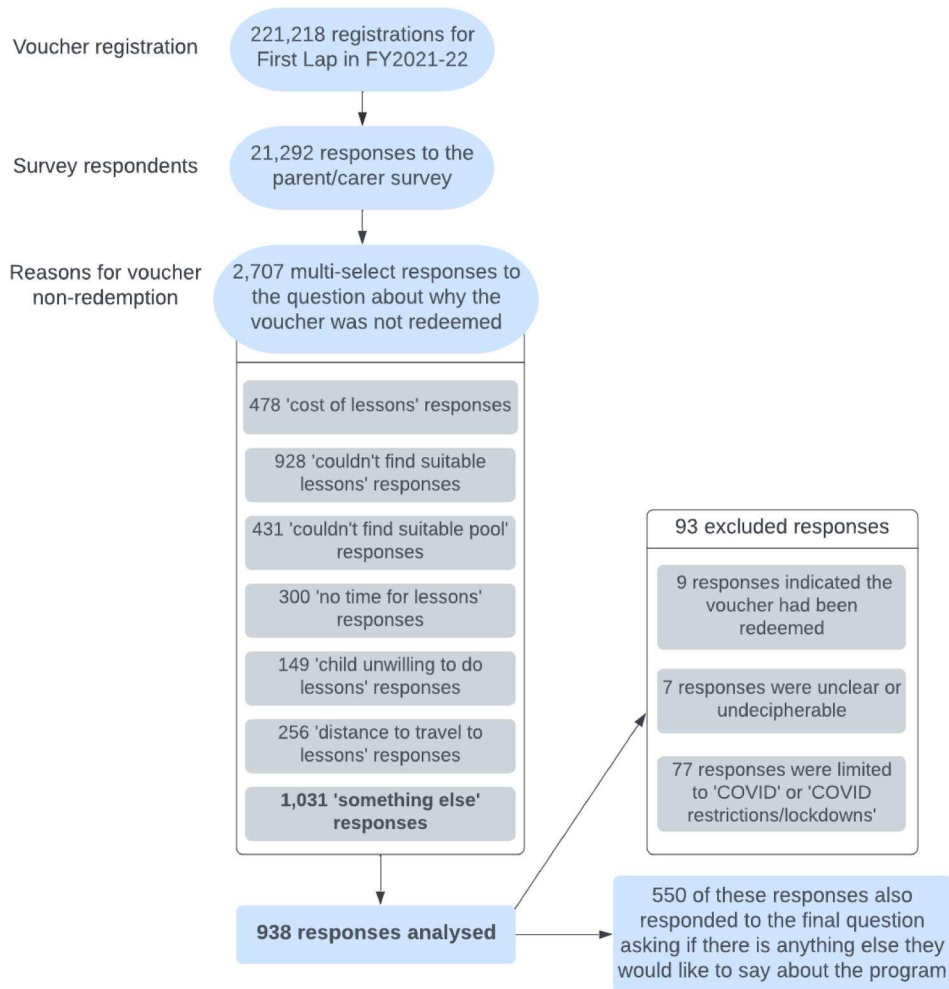 Voucher registration
221,218 registrations for
First Lap in FY2021-22
Survey respondents
21,292 responses to the
parent/carer survey
Reasons for voucher
non-redemption
2,707 multi-select responses to
the question about why the
voucher was not redeemed
478 'cost of lessons' responses
928 'couldn't find suitable
lessons' responses
431 'couldn't find suitable pool'
responses
300 'no time for lessons'
responses
149 'child unwilling to do
lessons' responses
256 'distance to travel to
lessons' responses
1,031 'something else'
responses
93 excluded responses
9 responses indicated the
voucher had been
redeemed
7 responses were unclear or
undecipherable
77 responses were limited
to 'COVID' or 'COVID
restrictions/lockdowns'
938 responses analysed
550 of these responses also
responded to the final question
asking if there is anything else they
would like to say about the program